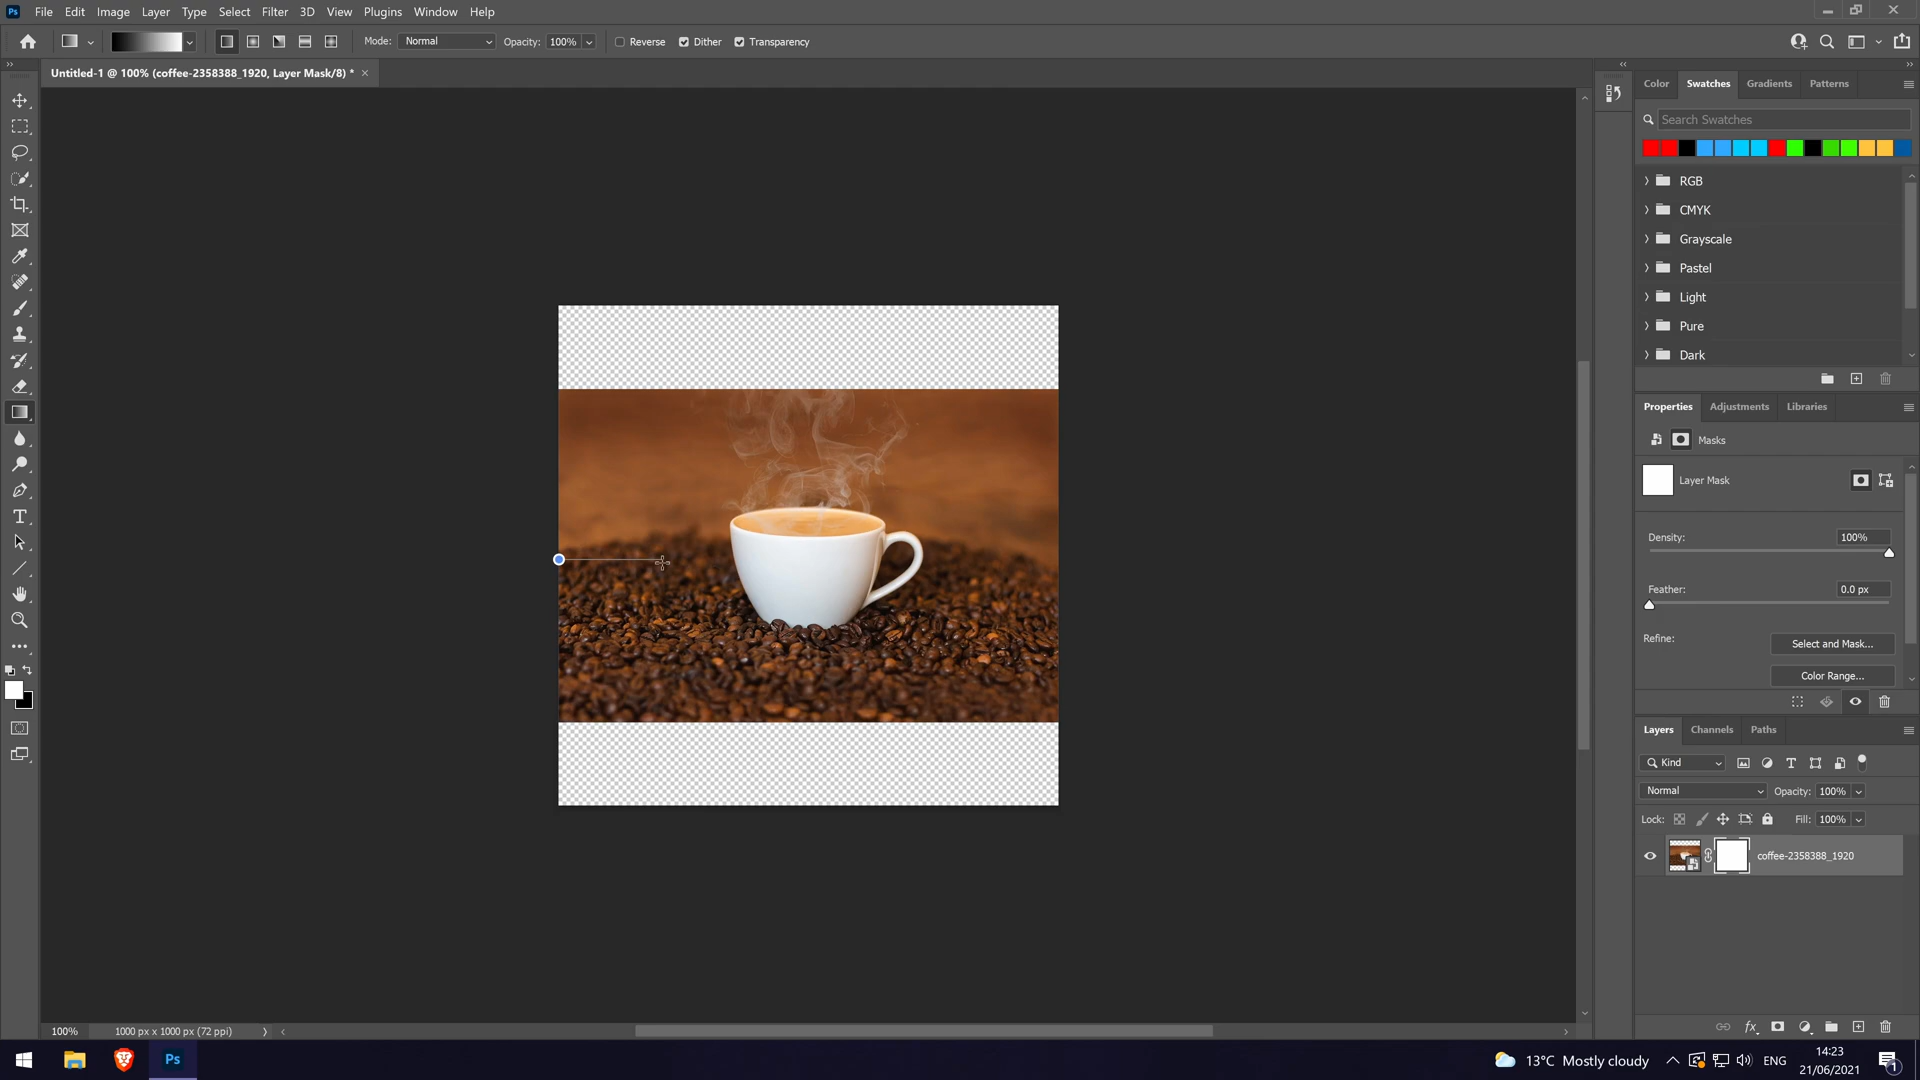 Ps File Edit Image Layer Type Select Filter 3D View Plugins Window Help
Mode: Normal Opacity: 100% Reverse Dither Transparency
Untitled-1 @ 100% (coffee-2358388_1920, Layer Mask/8) * ×
Color Swatches Gradients Patterns
Search Swatches
RGB
CMYK
Grayscale
Pastel
Light
Pure
Dark
Properties Adjustments Libraries
Masks
Layer Mask
Density: 100%
Feather: 0.0 px
Refine: Select and Mask...
Color Range...
Layers Channels Paths
Kind
Normal Opacity: 100%
Lock: Fill: 100%
coffee-2358388_1920
fx
100% 1000 px x 1000 px (72 ppi)
Ps 13°C Mostly cloudy ENG 14:23
21/06/2021
1